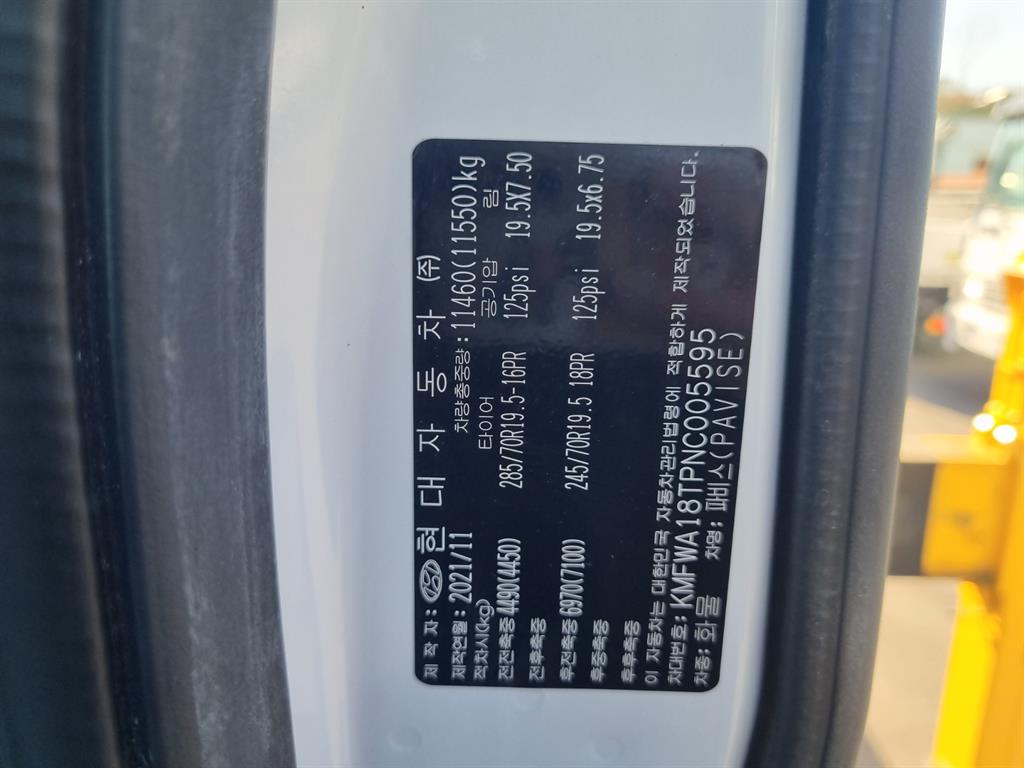 제 작 자: 현 대 자 동 차 (주)
제작연월: 2021/11 차량총중량: 11460(11550)kg
적차시(kg) 타이어 공기압 림
전전축중 4490(4450) 285/70R19.5-16PR 125psi 19.5X7.50
전후축중
후전축중 6970(7100) 245/70R19.5 18PR 125psi 19.5x6.75
후중축중
후후축중
이 자동차는 대한민국 자동차관리법령에 적합하게 제작되었습니다.
차대번호: KMFWA18TPNC005595
차종: 화물 차명: 파비스(PAVISE)